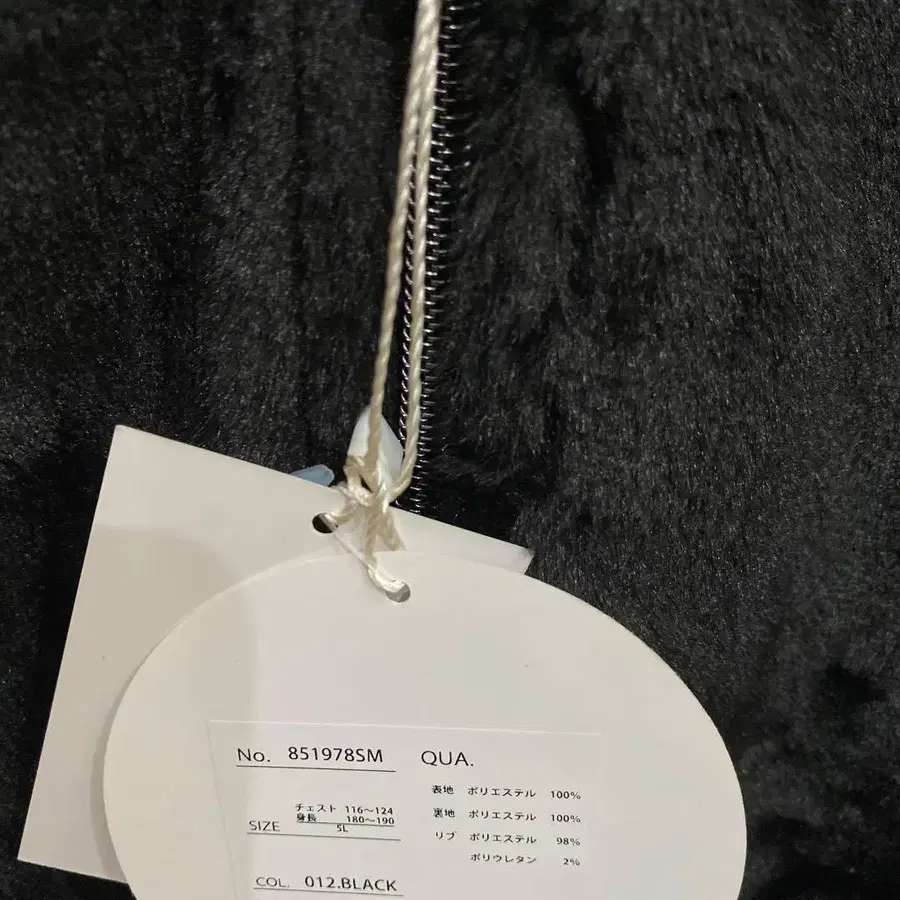 No. 851978SM
QUA.
表地 ポリエステル 100%
裏地 ポリエステル 100%
リブ ポリエステル 98%
ポリウレタン 2%
チェスト 116～124
身長 180～190
SIZE 5L
COL. 012.BLACK